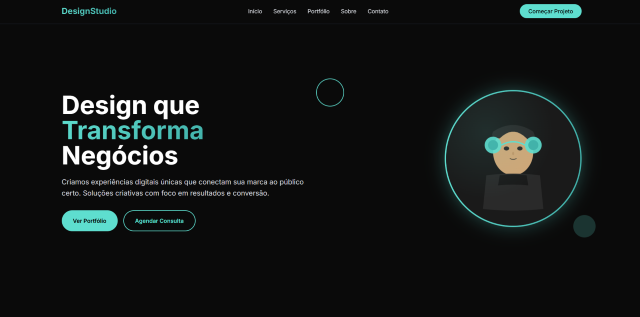 DesignStudio
Início
Serviços
Portfólio
Sobre
Contato
Começar Projeto
Design que
Transforma
Negócios
Criamos experiências digitais únicas que conectam sua marca ao público
certo. Soluções criativas com foco em resultados e conversão.
Ver Portfólio
Agendar Consulta